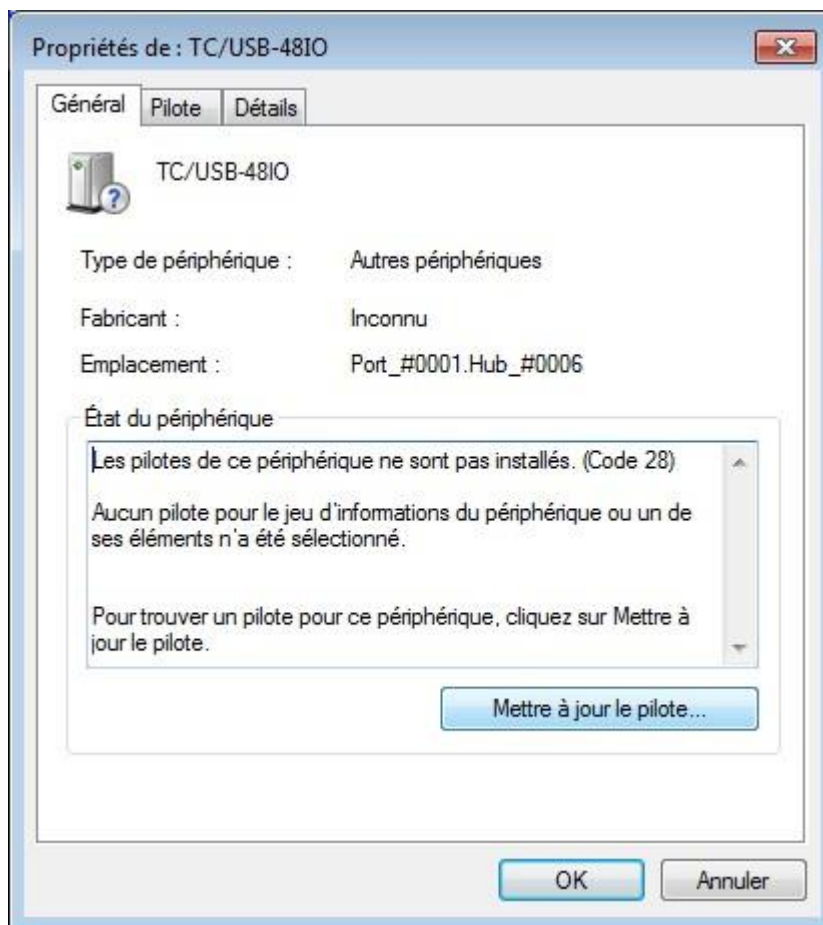 Propriétés de : TC/USB-48IO
Général Pilote Détails
TC/USB-48IO
Type de périphérique : Autres périphériques
Fabricant : Inconnu
Emplacement : Port_#0001.Hub_#0006
État du périphérique
Les pilotes de ce périphérique ne sont pas installés. (Code 28)
Aucun pilote pour le jeu d'informations du périphérique ou un de
ses éléments n'a été sélectionné.
Pour trouver un pilote pour ce périphérique, cliquez sur Mettre à
jour le pilote.
Mettre à jour le pilote...
OK Annuler